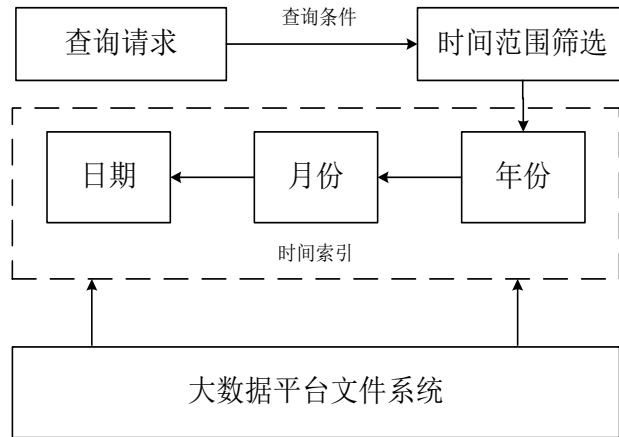 查询条件
查询请求
时间范围筛选
日期
月份
年份
时间索引
大数据平台文件系统